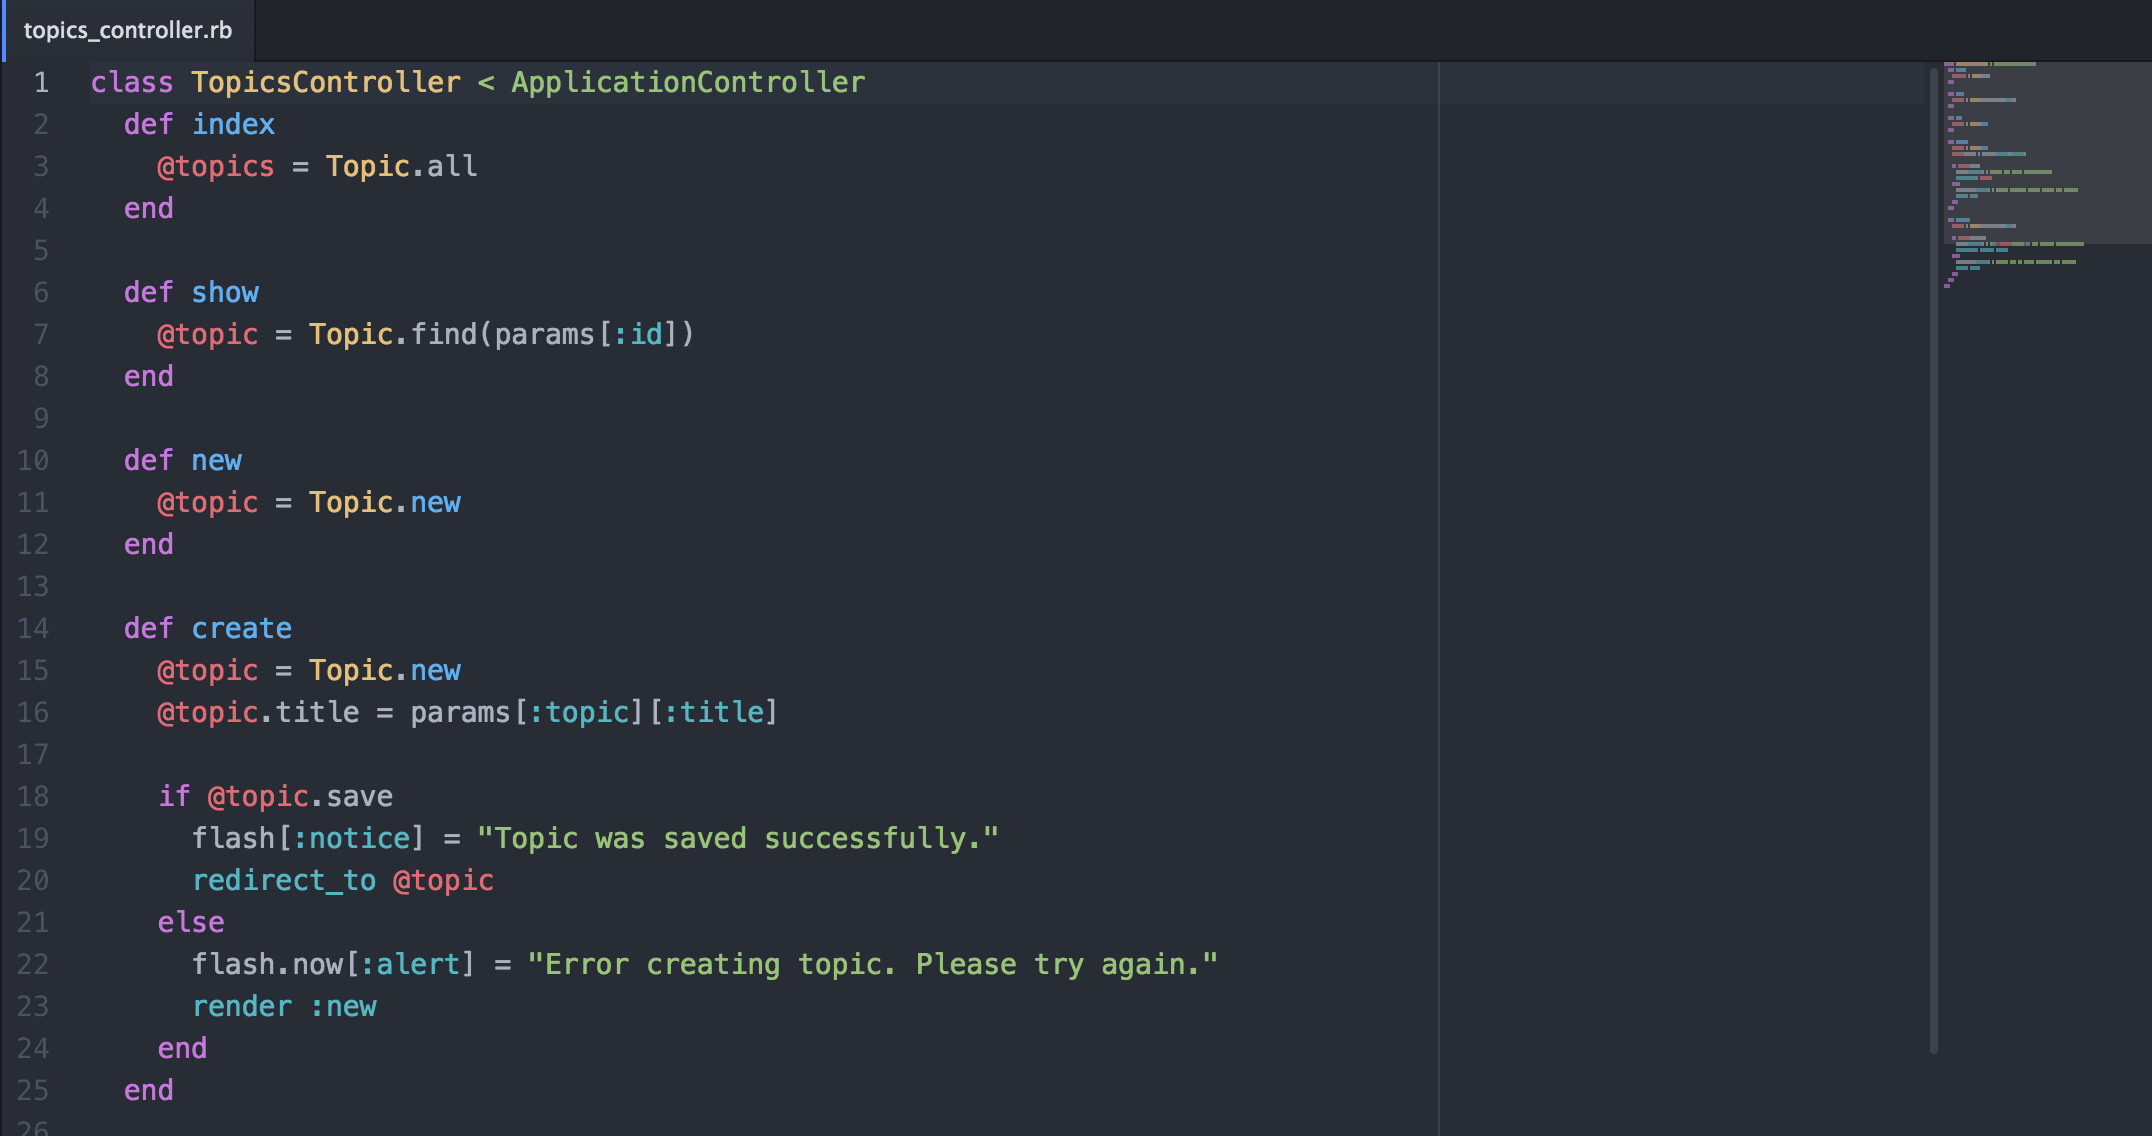 topics_controller.rb
1 class TopicsController < ApplicationController
2   def index
3     @topics = Topic.all
4   end
5
6   def show
7     @topic = Topic.find(params[:id])
8   end
9
10   def new
11     @topic = Topic.new
12   end
13
14   def create
15     @topic = Topic.new
16     @topic.title = params[:topic][:title]
17
18     if @topic.save
19       flash[:notice] = "Topic was saved successfully."
20       redirect_to @topic
21     else
22       flash.now[:alert] = "Error creating topic. Please try again."
23       render :new
24     end
25   end
26